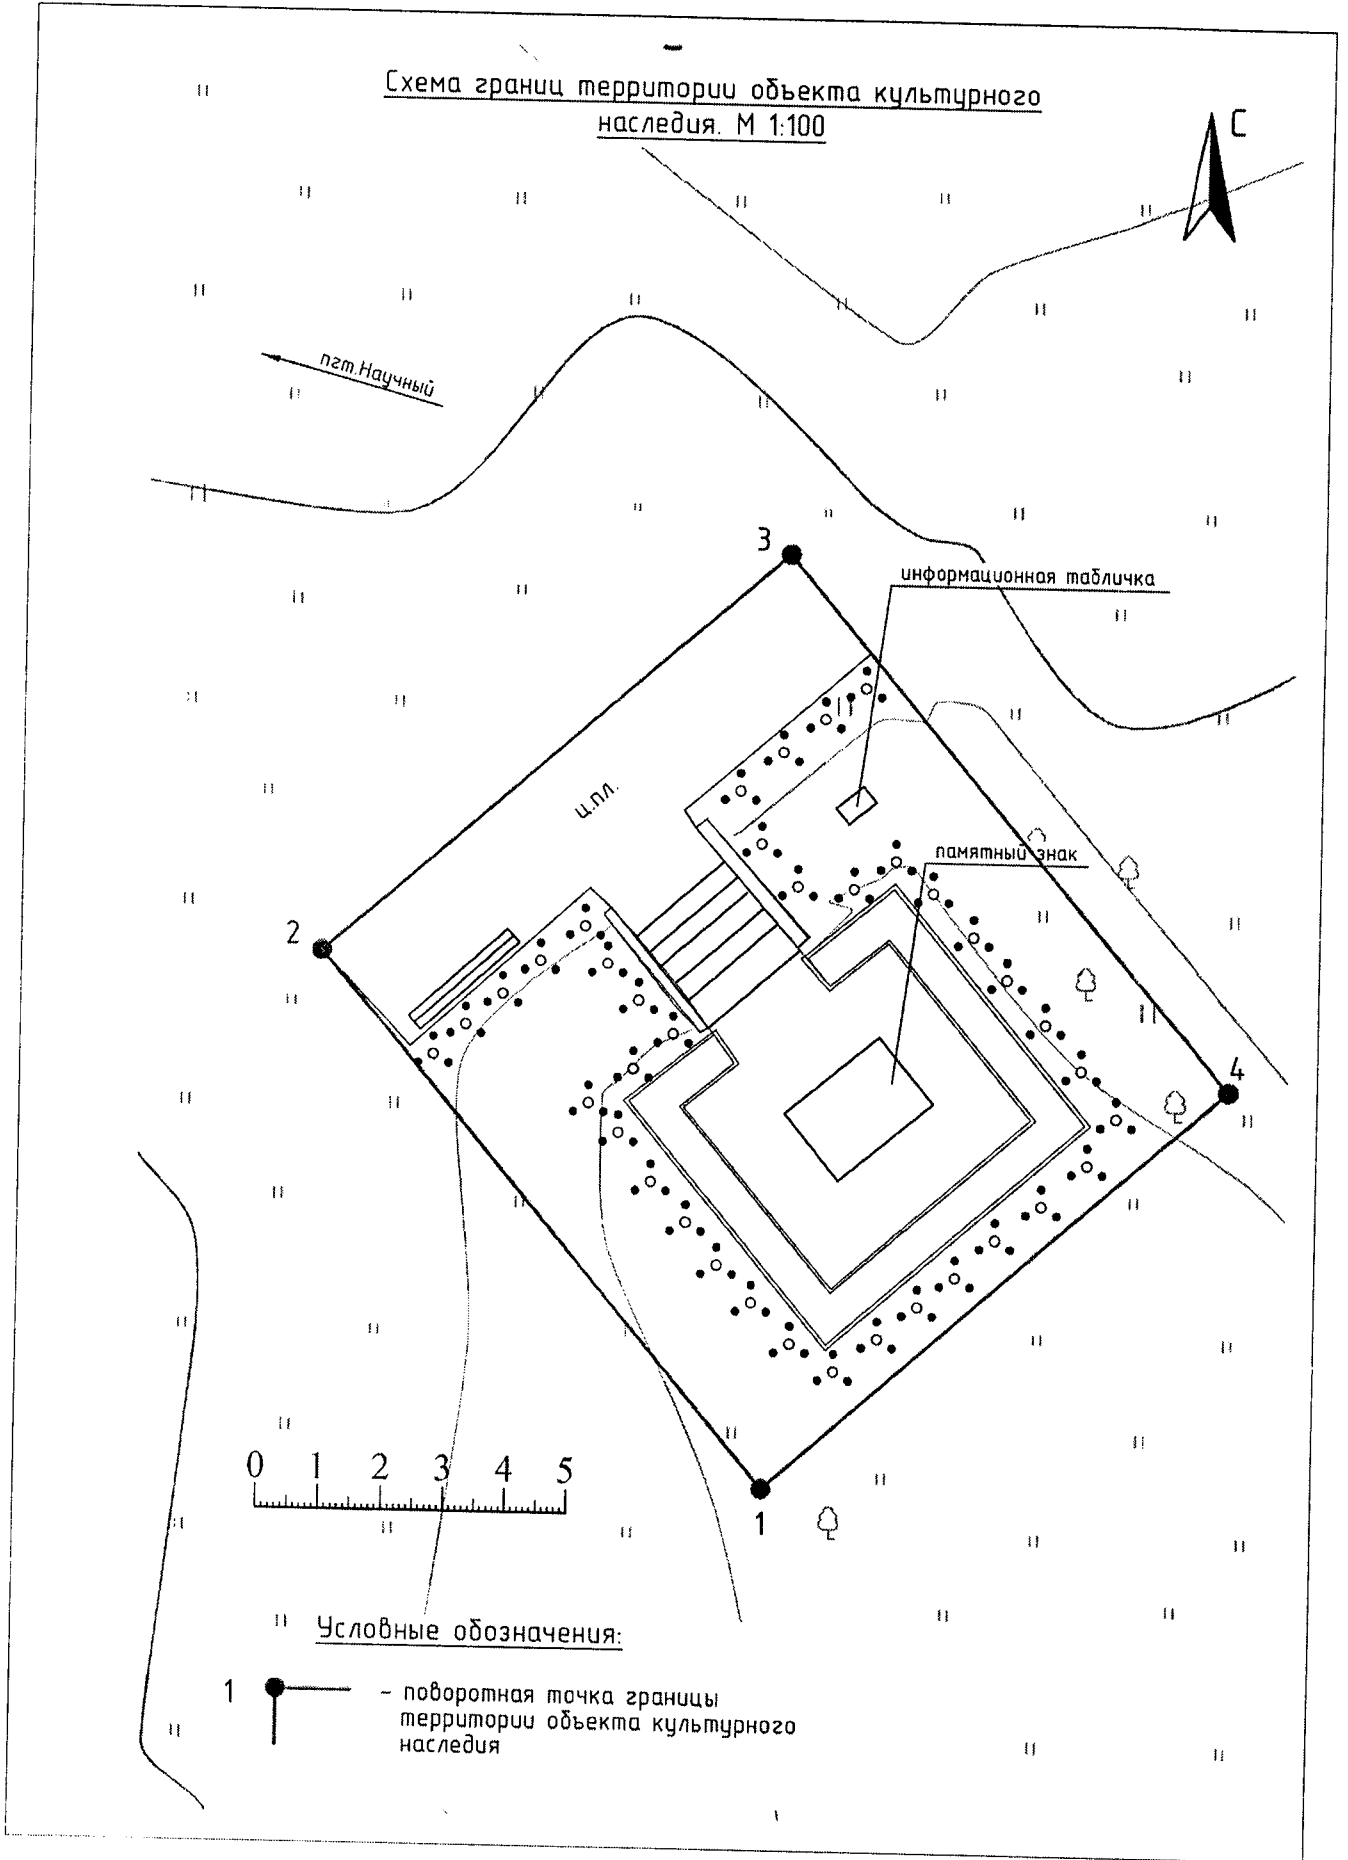 Схема границ территории объекта культурного
наследия. М 1:100
С
пгт.Научный
3
информационная табличка
ц.пл.
памятный знак
2
4
1
0 1 2 3 4 5
Условные обозначения:
1 – поворотная точка границы
территории объекта культурного
наследия